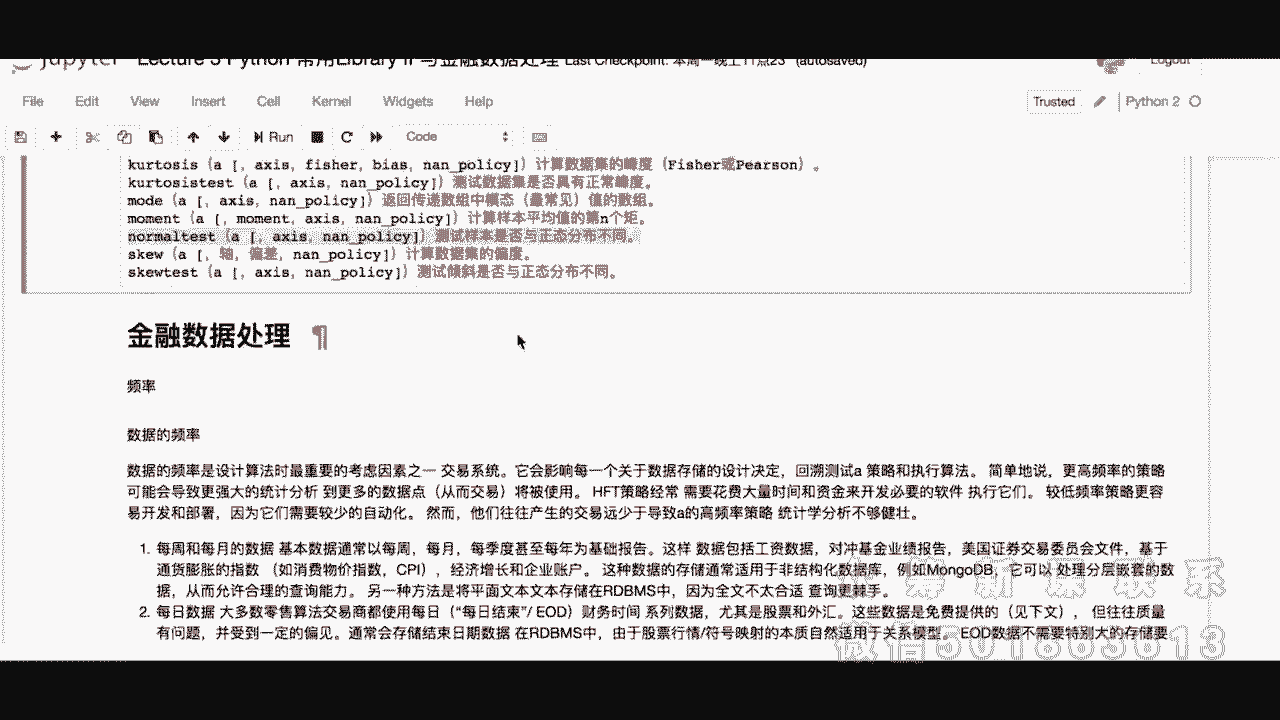 jupyter Lecture 3 Python 常用Library II 与金融数据处理 Last Checkpoint: 本周一晚上11点23 (autosaved) Logout
File Edit View Insert Cell Kernel Widgets Help Trusted Python 2
Run Code
kurtosis (a [, axis, fisher, bias, nan_policy]) 计算数据集的峰度（Fisher或Pearson）。
kurtosistest (a [, axis, nan_policy]) 测试数据集是否具有正常峰度。
mode (a [, axis, nan_policy]) 返回传递数组中模态（最常见）值的数组。
moment (a [, moment, axis, nan_policy]) 计算样本平均值的第n个矩。
normaltest (a [, axis, nan_policy]) 测试样本是否与正态分布不同。
skew (a [, 轴, 偏差, nan_policy]) 计算数据集的偏度。
skewtest (a [, axis, nan_policy]) 测试倾斜是否与正态分布不同。
金融数据处理 ¶
频率
数据的频率
数据的频率是设计算法时最重要的考虑因素之一 交易系统。它会影响每一个关于数据存储的设计决定，回溯测试a 策略和执行算法。 简单地说，更高频率的策略
可能会导致更强大的统计分析 到更多的数据点（从而交易）将被使用。 HFT策略经常 需要花费大量时间和资金来开发必要的软件 执行它们。 较低频率策略更容
易开发和部署，因为它们需要较少的自动化。 然而，他们往往产生的交易远少于导致a的高频率策略 统计学分析不够健壮。
1. 每周和每月的数据 基本数据通常以每周，每月，每季度甚至每年为基础报告。这样 数据包括工资数据，对冲基金业绩报告，美国证券交易委员会文件，基于
通货膨胀的指数 （如消费物价指数，CPI），经济增长和企业账户。 这种数据的存储通常适用于非结构化数据库，例如MongoDB，它可以 处理分层嵌套的数
据，从而允许合理的查询能力。 另一种方法是将平面文本文本存储在RDBMS中，因为全文不太合适 查询更棘手。
2. 每日数据 大多数零售算法交易商都使用每日（“每日结束”/ EOD）财务时间 系列数据，尤其是股票和外汇。这些数据是免费提供的（见下文）， 但往往质量
有问题，并受到一定的偏见。通常会存储结束日期数据 在RDBMS中，由于股票行情/符号映射的本质自然适用于关系模型。 EOD数据不需要特别大的存储要
更新课联系
微信501863613